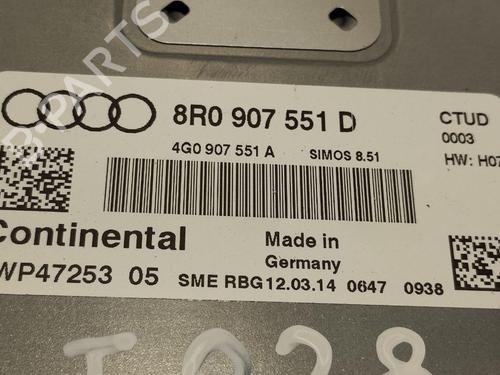 8R0 907 551 D
CTUD
0003
4G0 907 551 A SIMOS 8.51
HW: H07
Continental
Made in
Germany
WP47253 05 SME RBG12.03.14 0647 0938